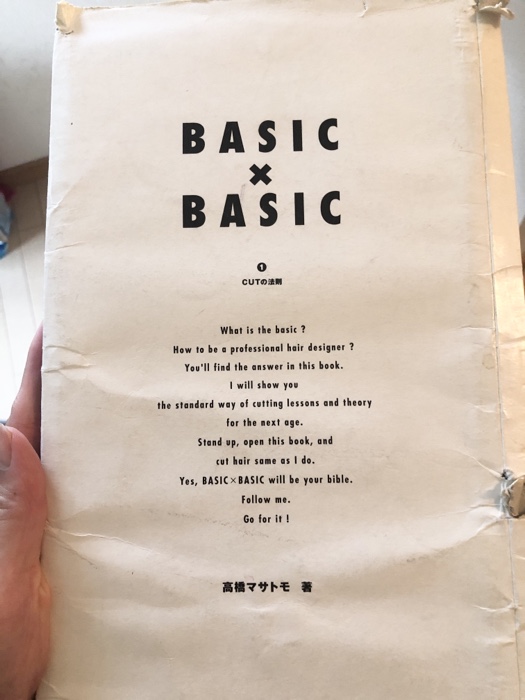 BASIC
×
BASIC
❶
CUTの法則
What is the basic ?
How to be a professional hair designer ?
You'll find the answer in this book.
I will show you
the standard way of cutting lessons and theory
for the next age.
Stand up, open this book, and
cut hair same as I do.
Yes, BASIC×BASIC will be your bible.
Follow me.
Go for it !
高橋マサトモ 著